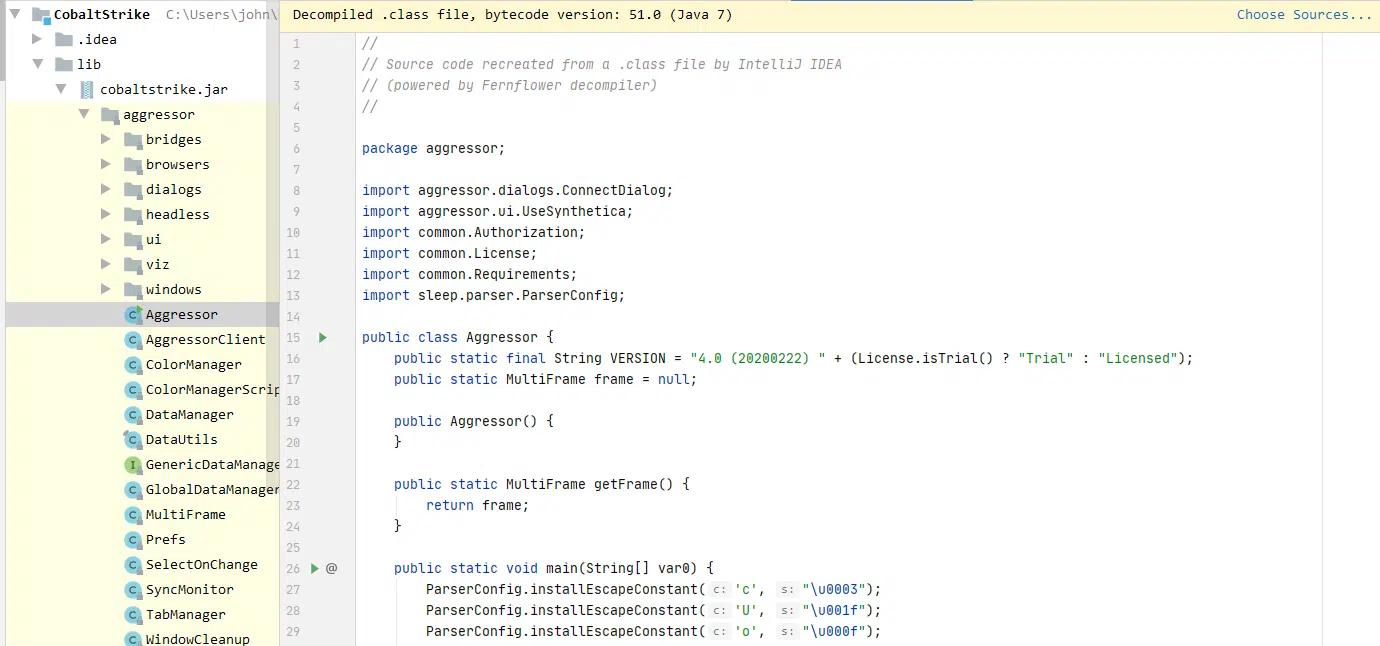 CobaltStrike C:\Users\john\
.idea
lib
cobaltstrike.jar
aggressor
bridges
browsers
dialogs
headless
ui
viz
windows
Aggressor
AggressorClient
ColorManager
ColorManagerScrip
DataManager
DataUtils
GenericDataManage
GlobalDataManager
MultiFrame
Prefs
SelectOnChange
SyncMonitor
TabManager
WindowCleanup
Decompiled .class file, bytecode version: 51.0 (Java 7) Choose Sources...
1 //
2 // Source code recreated from a .class file by IntelliJ IDEA
3 // (powered by Fernflower decompiler)
4 //
5
6 package aggressor;
7
8 import aggressor.dialogs.ConnectDialog;
9 import aggressor.ui.UseSynthetica;
10 import common.Authorization;
11 import common.License;
12 import common.Requirements;
13 import sleep.parser.ParserConfig;
14
15 public class Aggressor {
16 public static final String VERSION = "4.0 (20200222) " + (License.isTrial() ? "Trial" : "Licensed");
17 public static MultiFrame frame = null;
18
19 public Aggressor() {
20 }
21
22 public static MultiFrame getFrame() {
23 return frame;
24 }
25
26 @ public static void main(String[] var0) {
27 ParserConfig.installEscapeConstant( c: 'c', s: "\u0003");
28 ParserConfig.installEscapeConstant( c: 'U', s: "\u001f");
29 ParserConfig.installEscapeConstant( c: 'o', s: "\u000f");